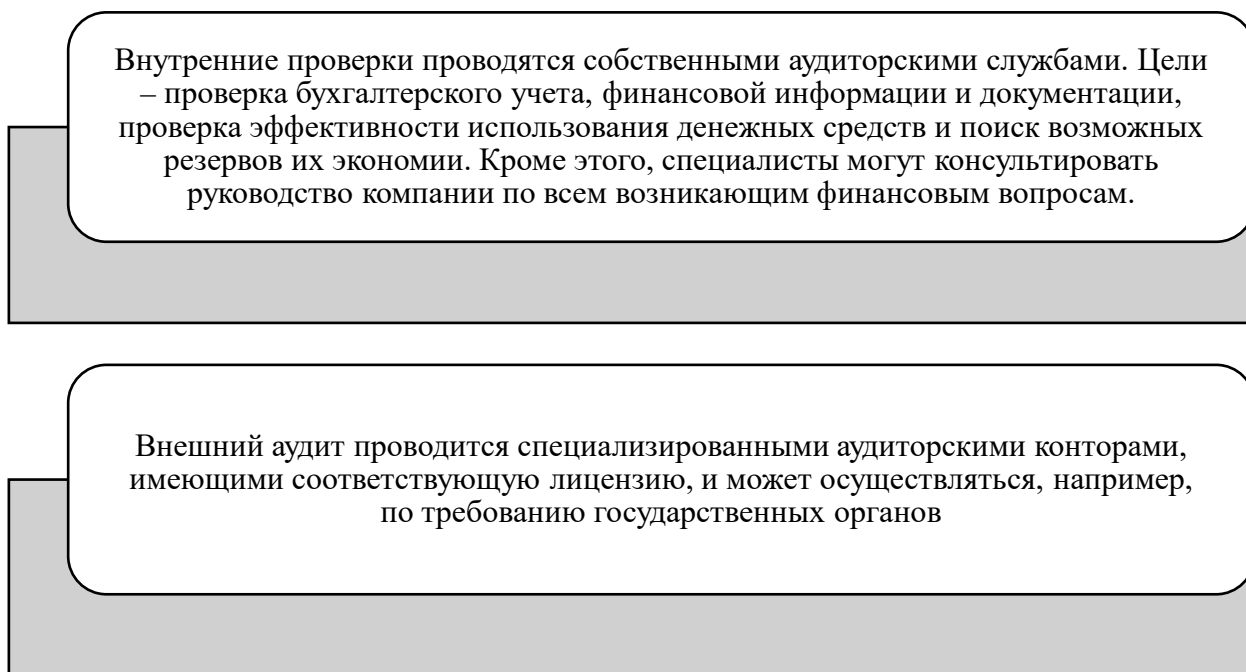 Внутренние проверки проводятся собственными аудиторскими службами. Цели
– проверка бухгалтерского учета, финансовой информации и документации,
проверка эффективности использования денежных средств и поиск возможных
резервов их экономии. Кроме этого, специалисты могут консультировать
руководство компании по всем возникающим финансовым вопросам.
Внешний аудит проводится специализированными аудиторскими конторами,
имеющими соответствующую лицензию, и может осуществляться, например,
по требованию государственных органов